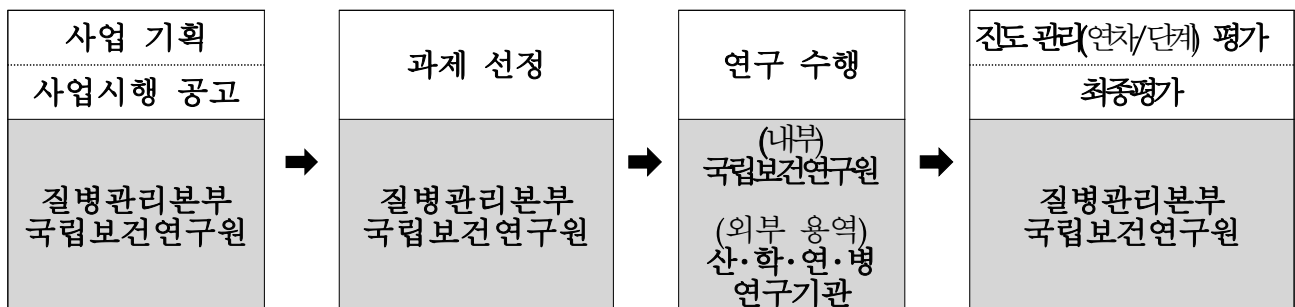 사업 기획
사업시행 공고
질병관리본부
국립보건연구원
➡
과제 선정
질병관리본부
국립보건연구원
➡
연구 수행
(내부)
국립보건연구원
(외부 용역)
산·학·연·병
연구기관
➡
진도 관리(연차/단계) 평가
최종평가
질병관리본부
국립보건연구원